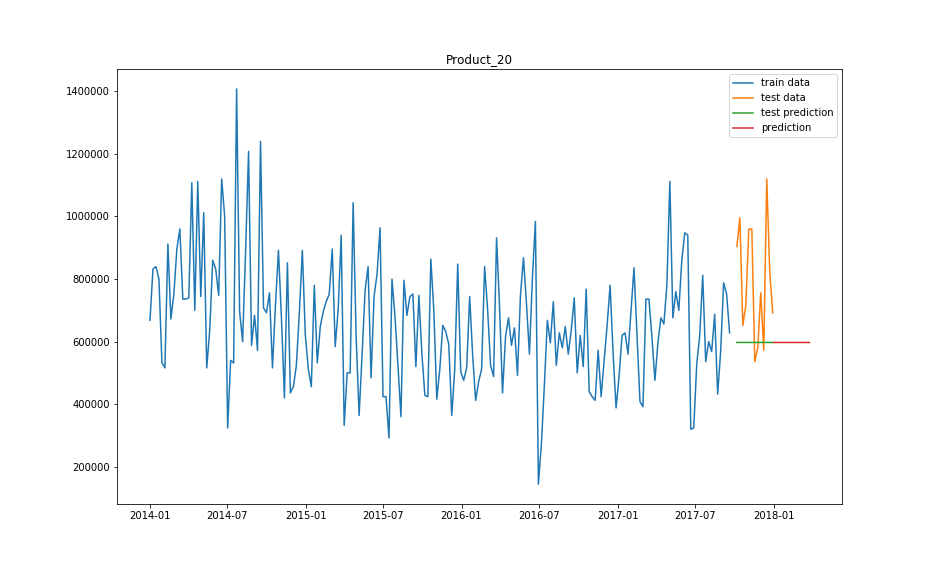 Product_20
train data
test data
test prediction
prediction
1400000
1200000
1000000
800000
600000
400000
200000
2014-01 2014-07 2015-01 2015-07 2016-01 2016-07 2017-01 2017-07 2018-01